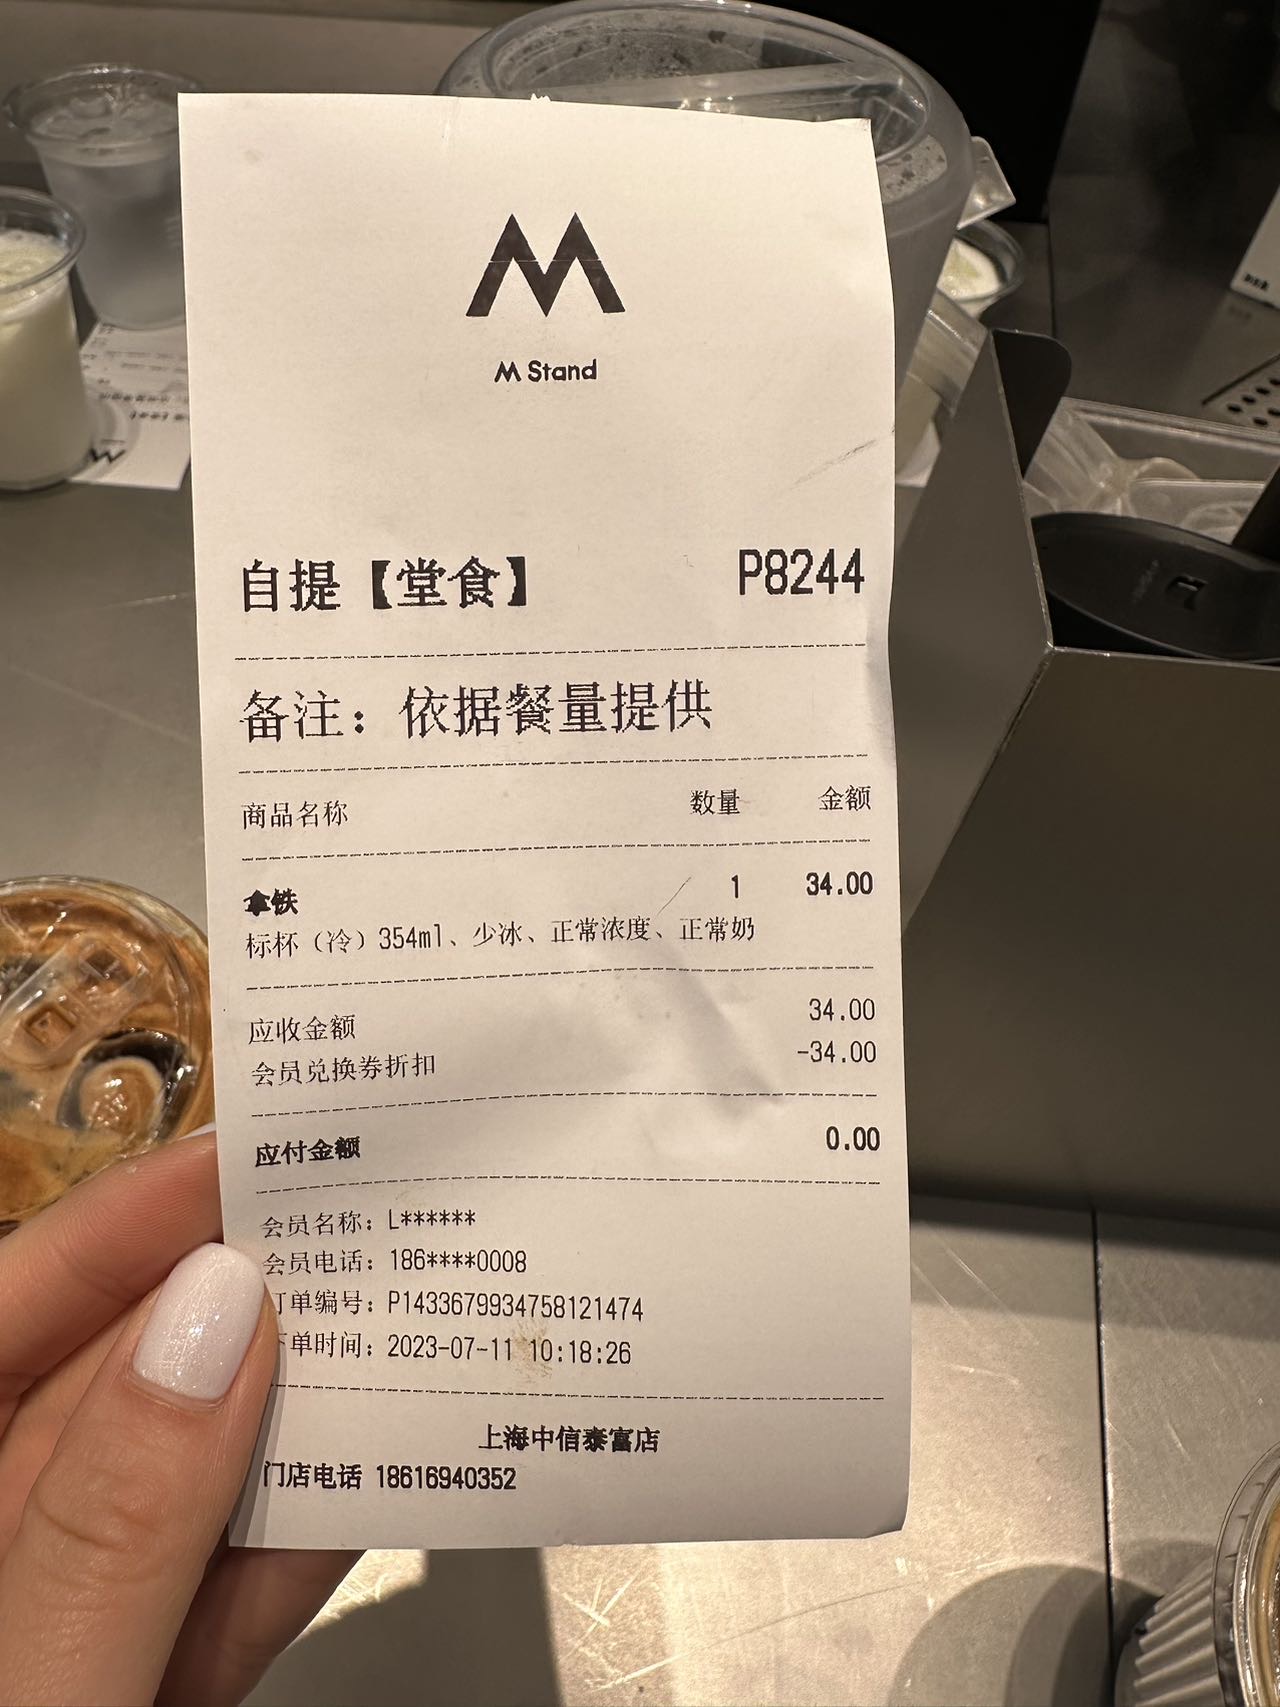 M Stand
自提【堂食】 P8244
备注：依据餐量提供
商品名称 数量 金额
拿铁 1 34.00
标杯（冷）354ml、少冰、正常浓度、正常奶
应收金额 34.00
会员兑换券折扣 -34.00
应付金额 0.00
会员名称：L******
会员电话：186****0008
订单编号：P1433679934758121474
下单时间：2023-07-11 10:18:26
上海中信泰富店
门店电话 18616940352